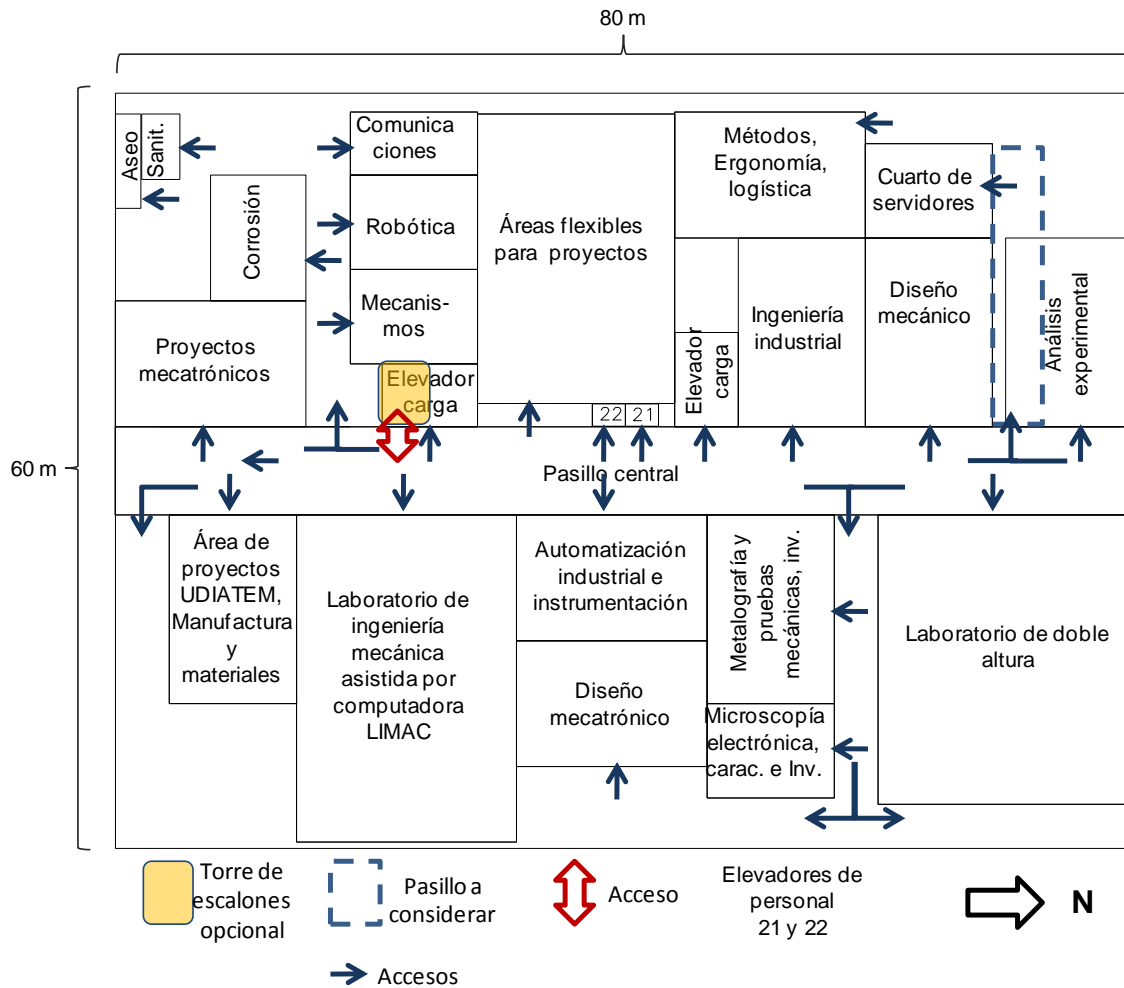 80 m
60 m
Aseo
Sanit.
Corrosión
Proyectos
mecatrónicos
Comunica
ciones
Robótica
Mecanis-
mos
Elevador
carga
Áreas flexibles
para proyectos
22
21
Métodos,
Ergonomía,
logística
Elevador
carga
Ingeniería
industrial
Cuarto de
servidores
Diseño
mecánico
Análisis
experimental
Pasillo central
Área de
proyectos
UDIATEM,
Manufactura
y
materiales
Laboratorio de
ingeniería
mecánica
asistida por
computadora
LIMAC
Automatización
industrial e
instrumentación
Diseño
mecatrónico
Metalografía y
pruebas
mecánicas, inv.
Microscopía
electrónica,
carac. e Inv.
Laboratorio de doble
altura
Torre de
escalones
opcional
Pasillo a
considerar
Acceso
Elevadores de
personal
21 y 22
N
Accesos